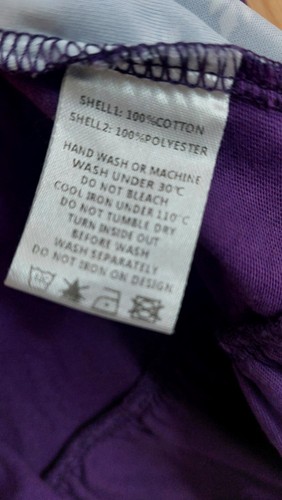 SHELL1: 100%COTTON
SHELL2: 100%POLYESTER
HAND WASH OR MACHINE
WASH UNDER 30℃
DO NOT BLEACH
COOL IRON UNDER 110℃
DO NOT TUMBLE DRY
TURN INSIDE OUT
BEFORE WASH
WASH SEPARATELY
DO NOT IRON ON DESIGN